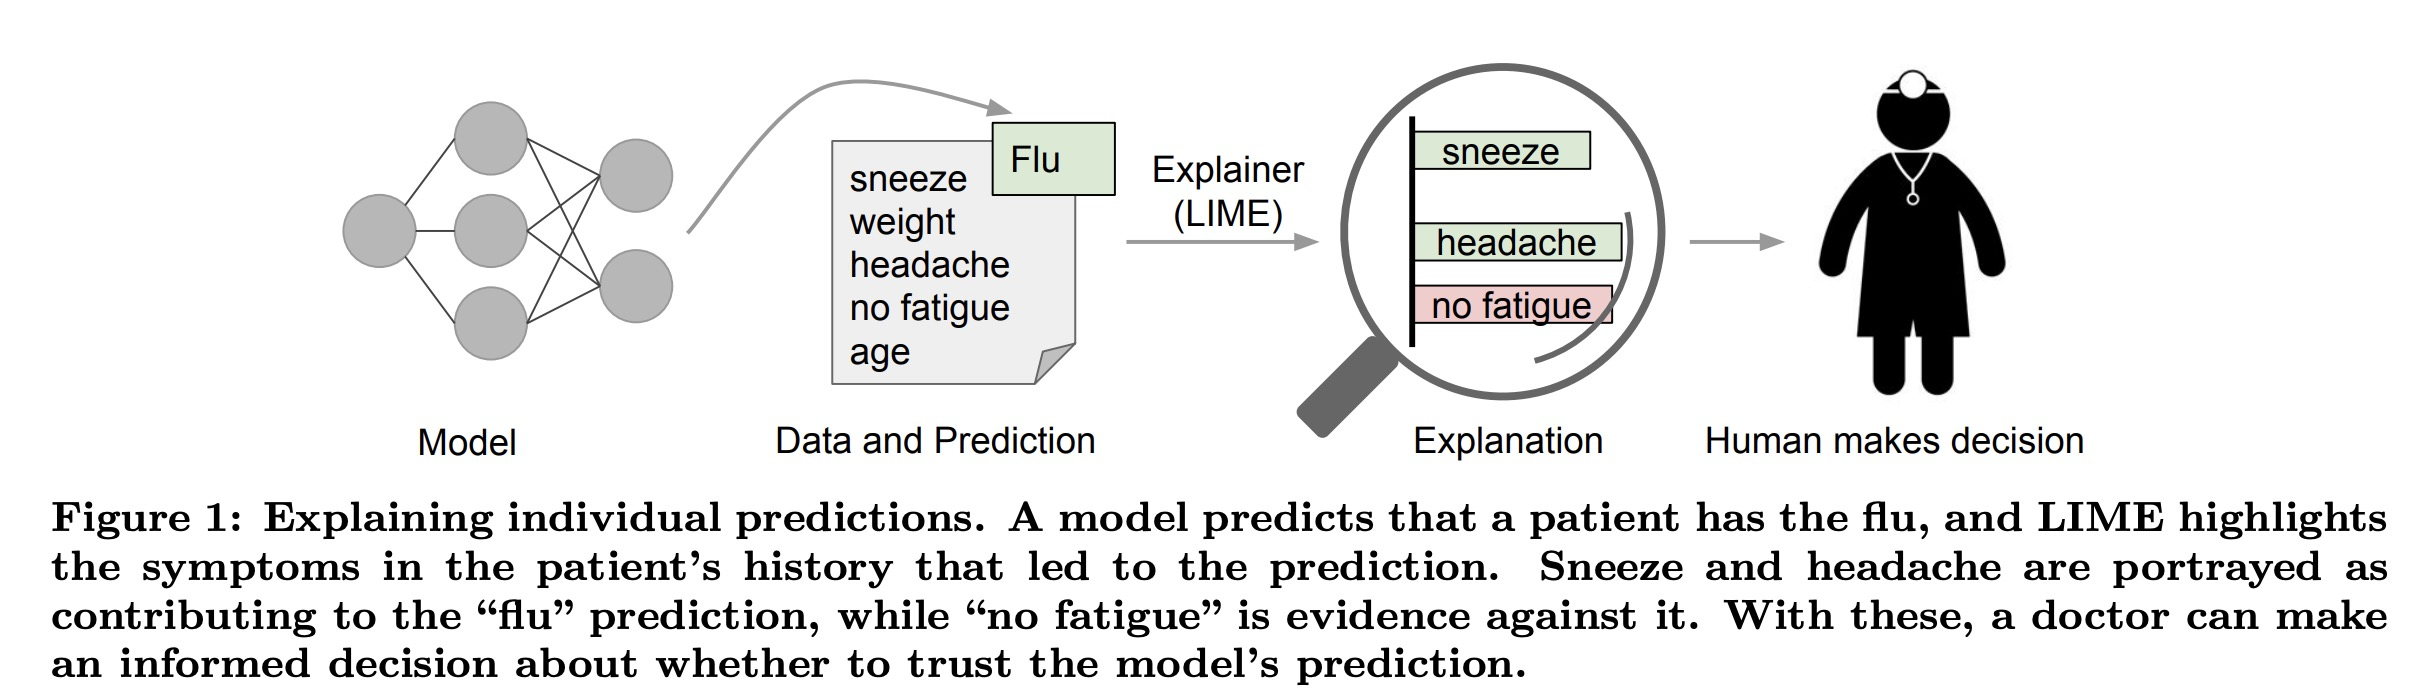 Flu
sneeze
weight
headache
no fatigue
age
Explainer
(LIME)
sneeze
headache
no fatigue
Model
Data and Prediction
Explanation
Human makes decision
Figure 1: Explaining individual predictions. A model predicts that a patient has the flu, and LIME highlights
the symptoms in the patient’s history that led to the prediction. Sneeze and headache are portrayed as
contributing to the “flu” prediction, while “no fatigue” is evidence against it. With these, a doctor can make
an informed decision about whether to trust the model’s prediction.